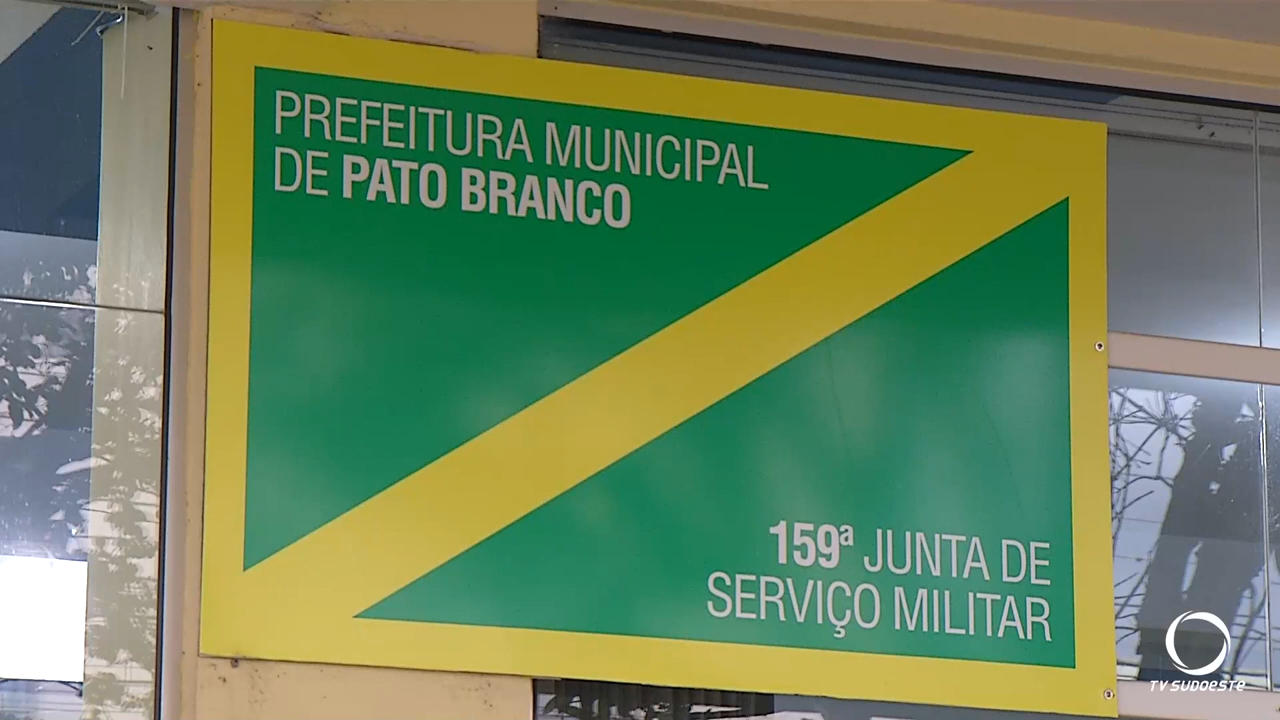 PREFEITURA MUNICIPAL
DE PATO BRANCO
159ª JUNTA DE
SERVIÇO MILITAR
TV SUDOESTE